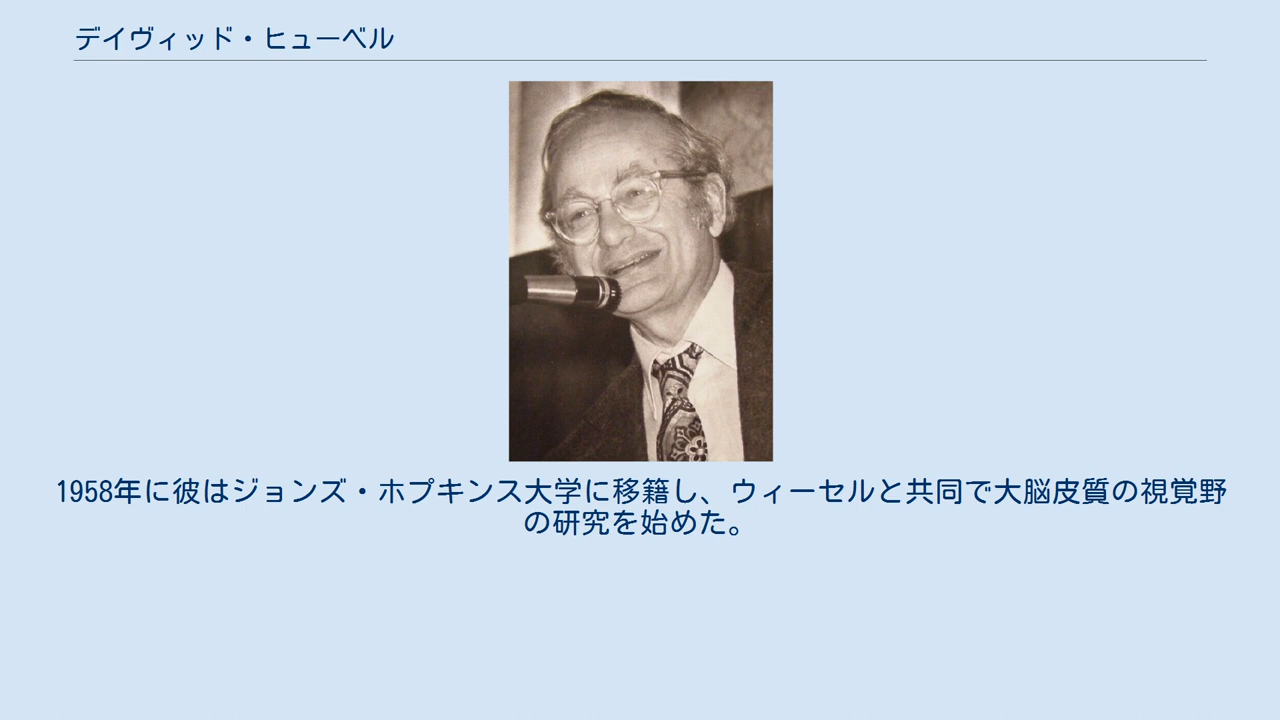 デイヴィッド・ヒューベル
1958年に彼はジョンズ・ホプキンス大学に移籍し、ウィーセルと共同で大脳皮質の視覚野
の研究を始めた。